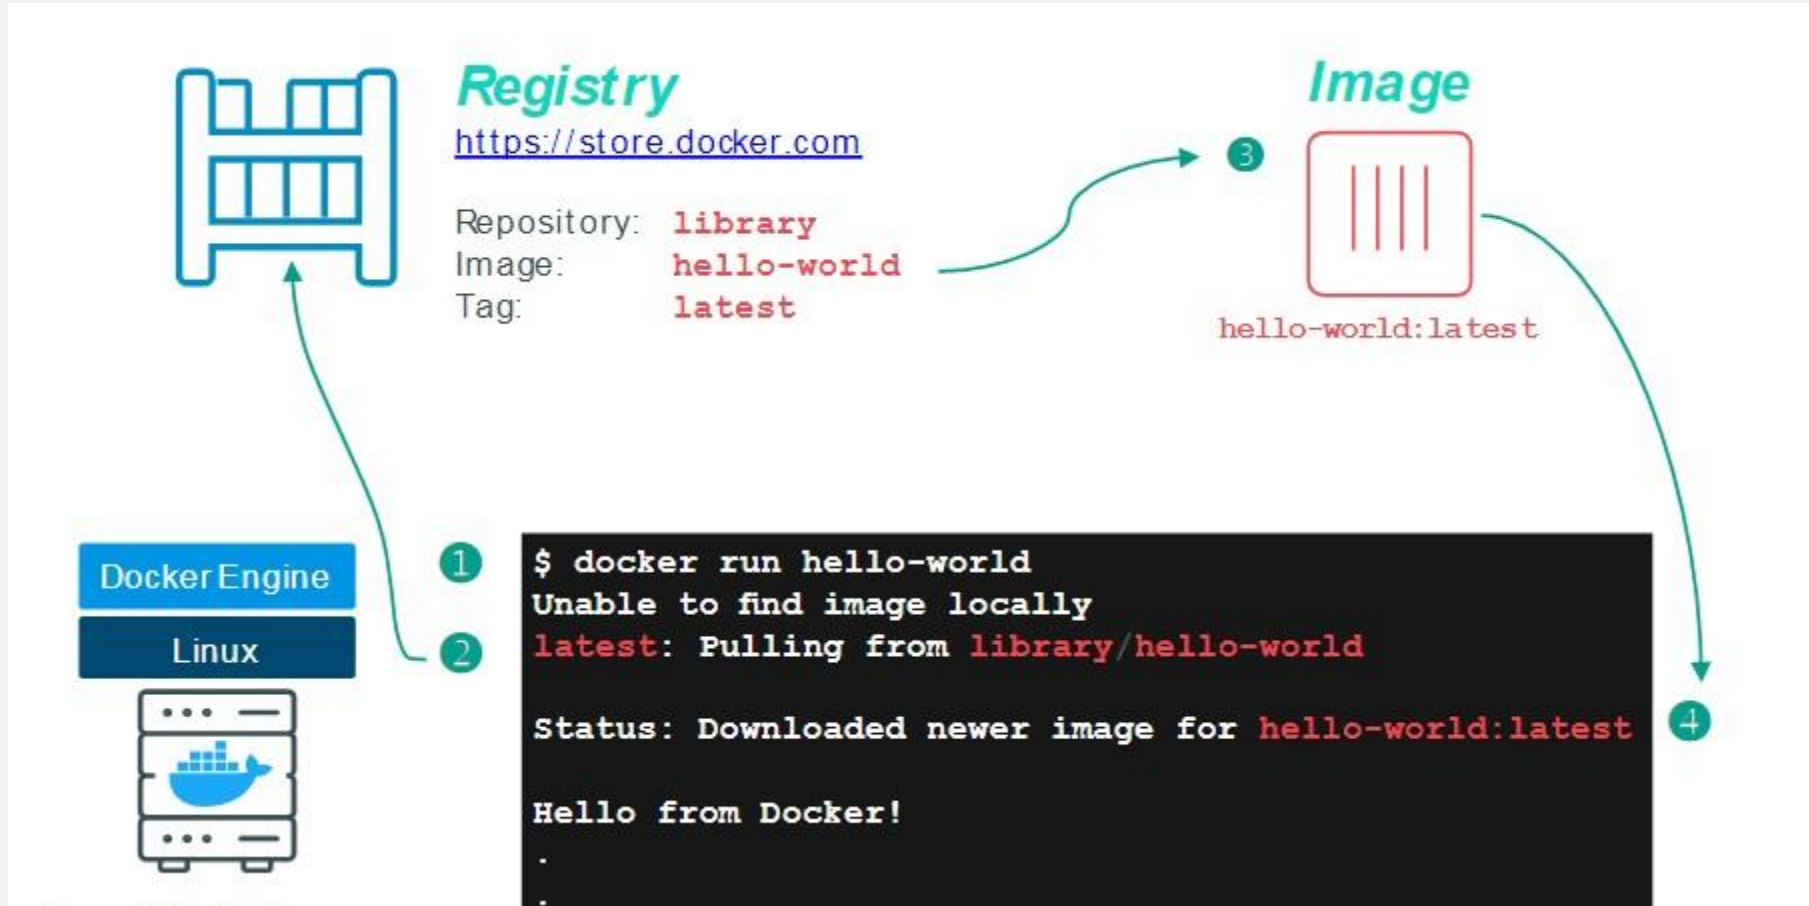 Registry
https://store.docker.com
Repository: library
Image: hello-world
Tag: latest
Image
3
hello-world:latest
Docker Engine
Linux
1
$ docker run hello-world
Unable to find image locally
2
latest: Pulling from library/hello-world
Status: Downloaded newer image for hello-world:latest
4
Hello from Docker!
.
.